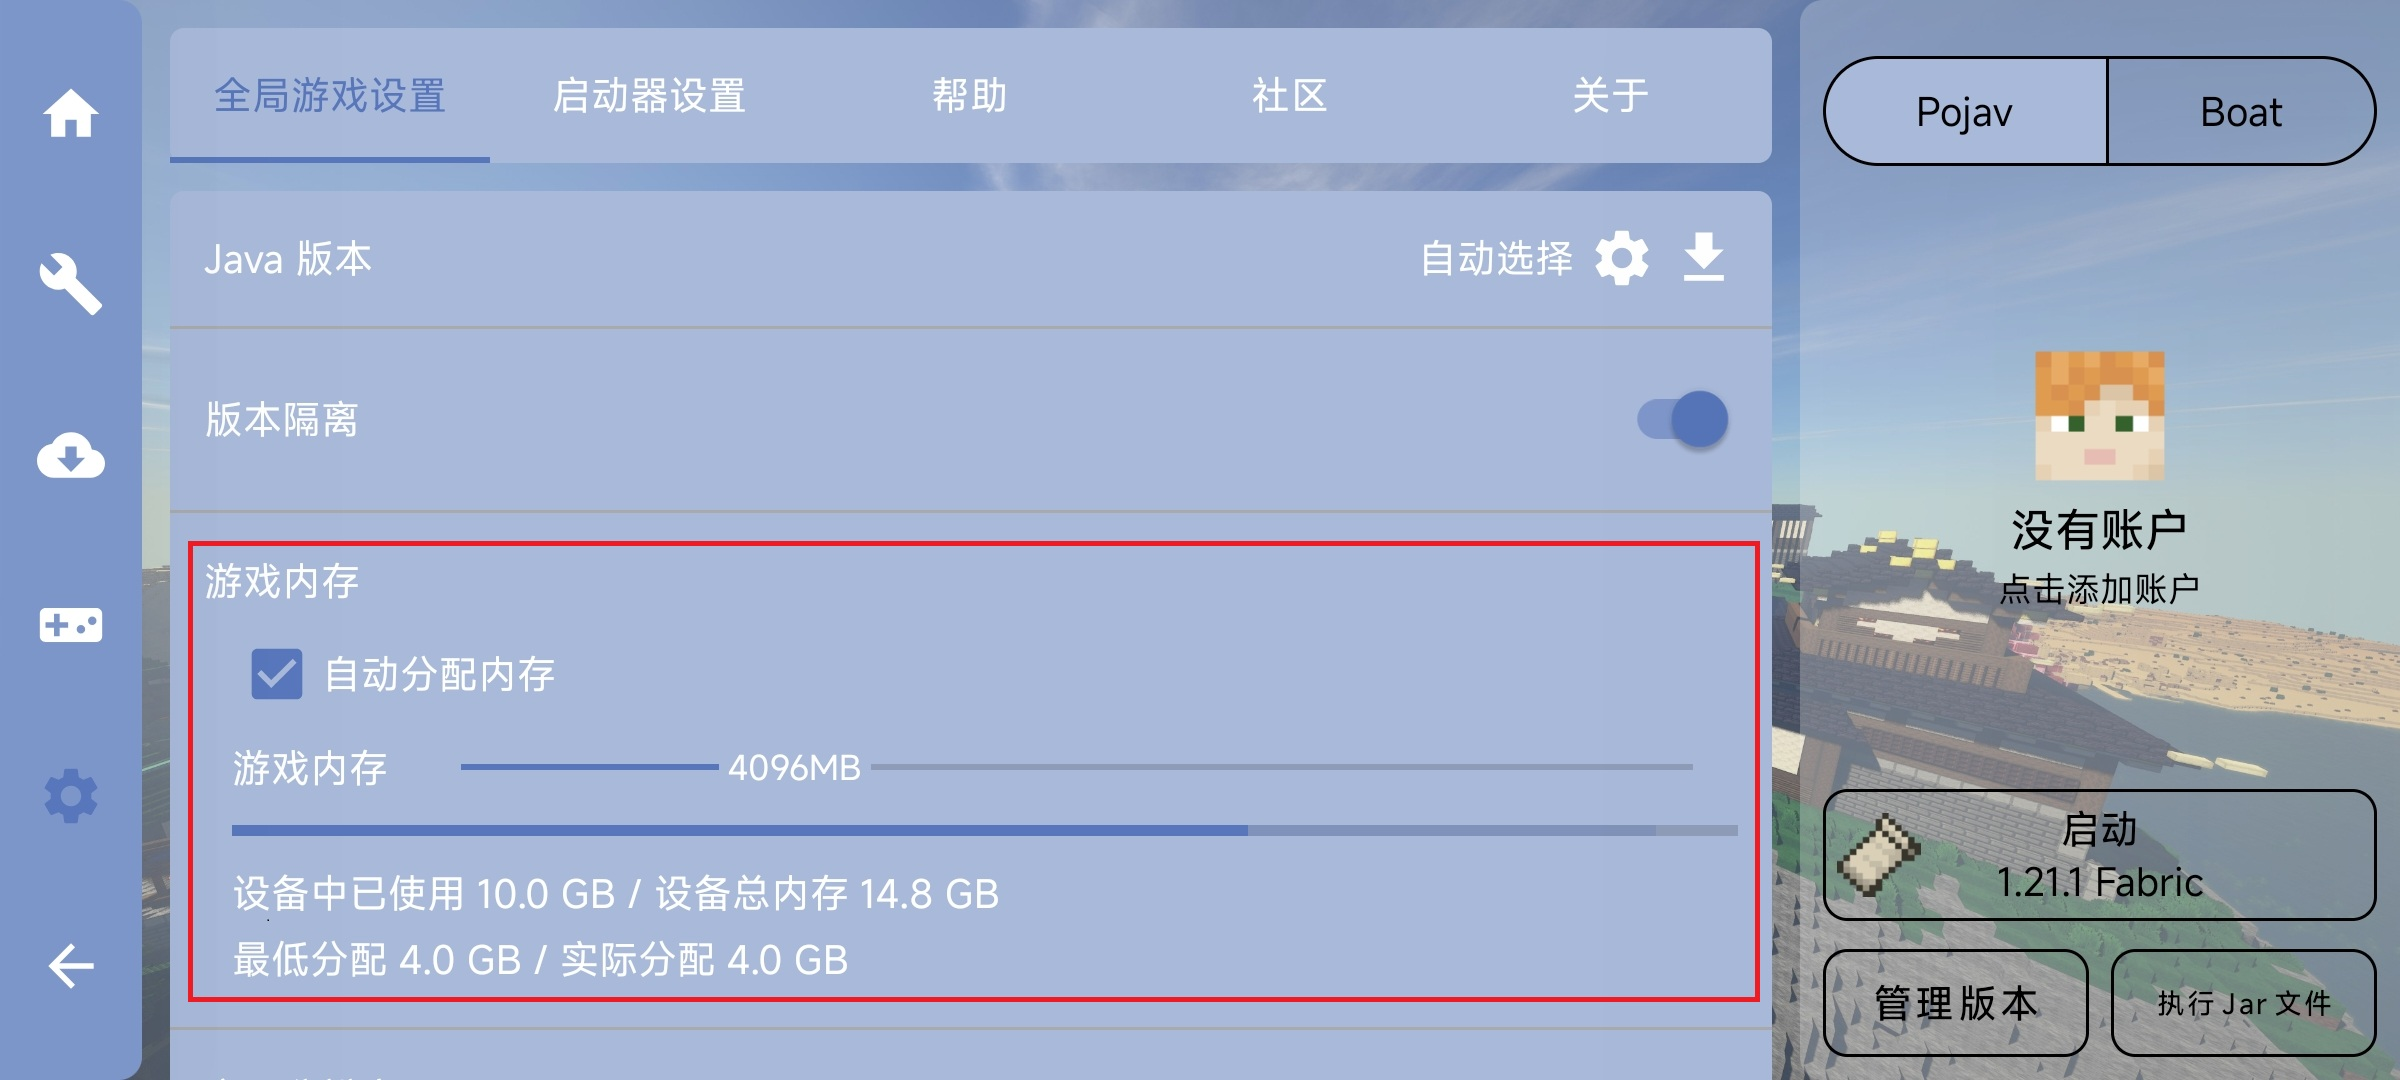 全局游戏设置 启动器设置 帮助 社区 关于
Java 版本 自动选择
版本隔离
游戏内存
自动分配内存
游戏内存 4096MB
设备中已使用 10.0 GB / 设备总内存 14.8 GB
最低分配 4.0 GB / 实际分配 4.0 GB
Pojav Boat
没有账户
点击添加账户
启动
1.21.1 Fabric
管理版本 执行 Jar 文件